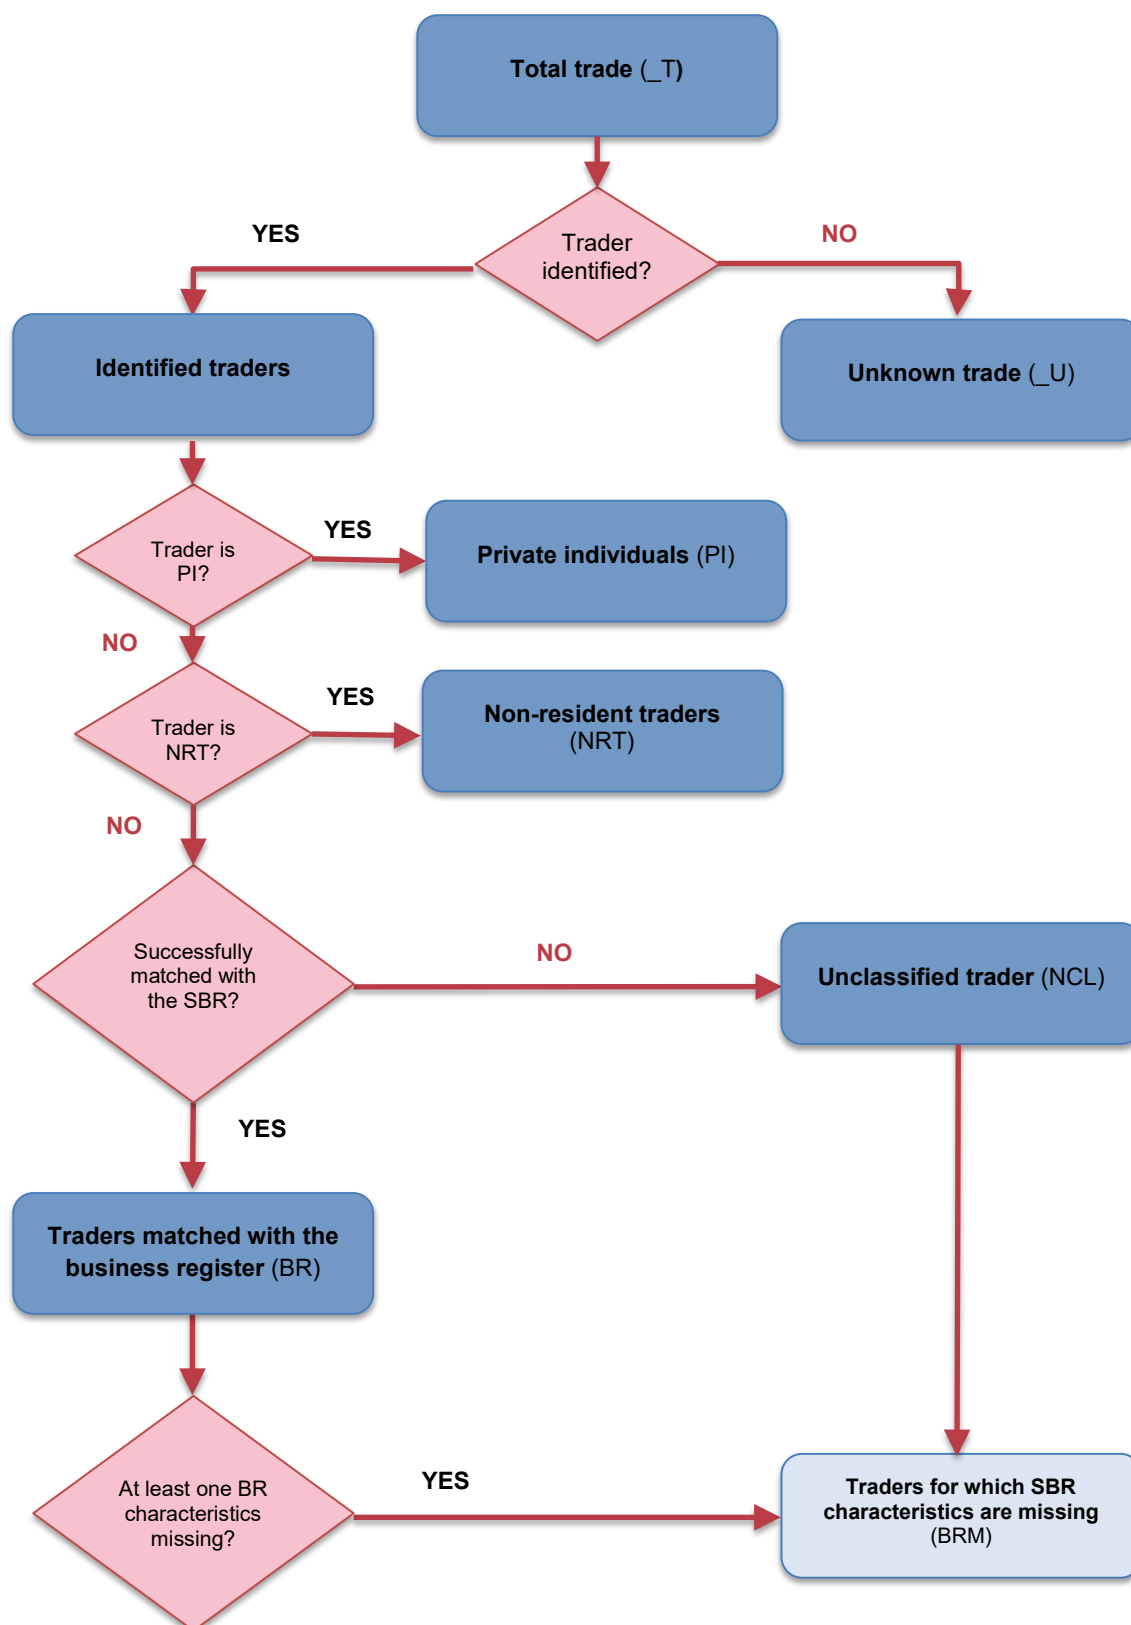 Total trade (_T)
YES
NO
Trader
identified?
Identified traders
Unknown trade (_U)
YES
Trader is
PI?
Private individuals (PI)
NO
YES
Trader is
NRT?
Non-resident traders
(NRT)
NO
Successfully
matched with
the SBR?
NO
Unclassified trader (NCL)
YES
Traders matched with the
business register (BR)
At least one BR
characteristics
missing?
YES
Traders for which SBR
characteristics are missing
(BRM)